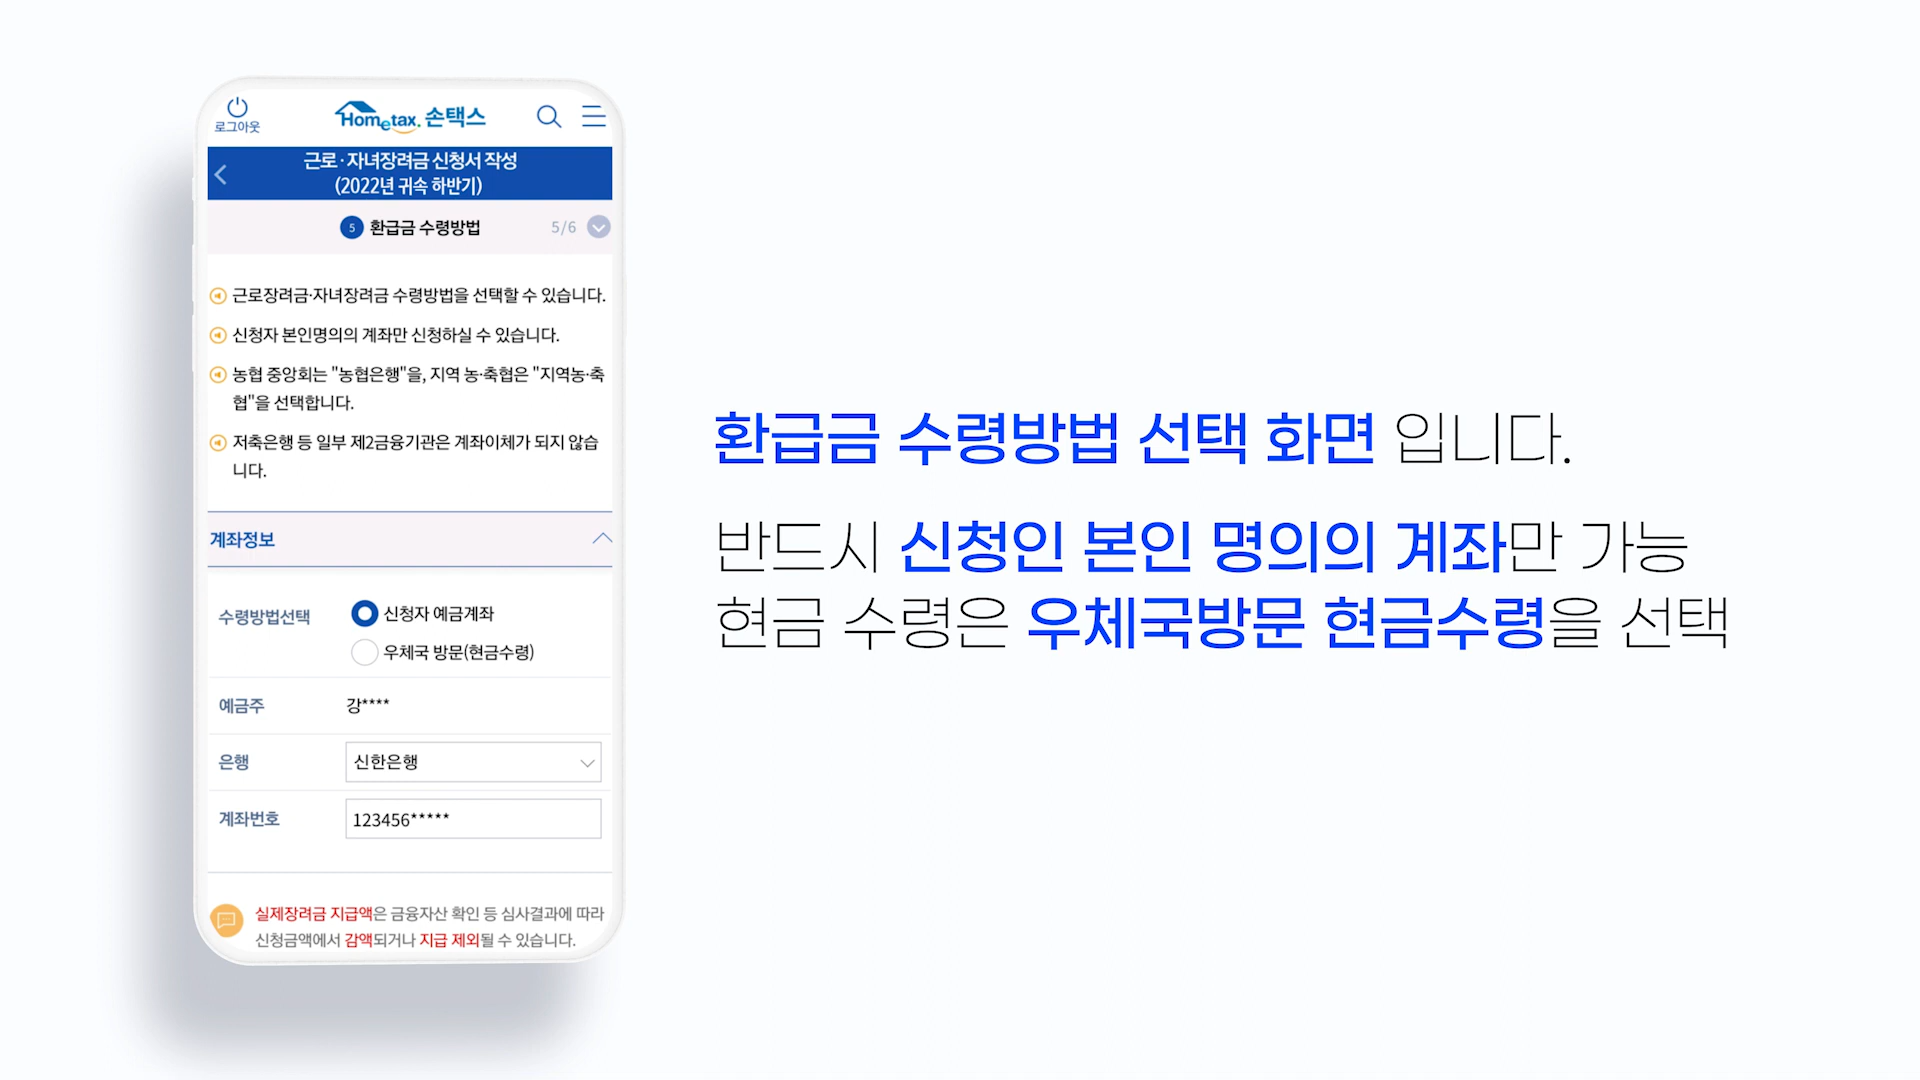 로그아웃
Hometax. 손택스
근로·자녀장려금 신청서 작성
(2022년 귀속 하반기)
5 환급금 수령방법 5/6
근로장려금·자녀장려금 수령방법을 선택할 수 있습니다.
신청자 본인명의의 계좌만 신청하실 수 있습니다.
농협 중앙회는 "농협은행"을, 지역 농·축협은 "지역농·축
협"을 선택합니다.
저축은행 등 일부 제2금융기관은 계좌이체가 되지 않습
니다.
계좌정보
수령방법선택 신청자 예금계좌
우체국 방문(현금수령)
예금주 강****
은행 신한은행
계좌번호 123456*****
실제장려금 지급액은 금융자산 확인 등 심사결과에 따라
신청금액에서 감액되거나 지급 제외될 수 있습니다.
환급금 수령방법 선택 화면 입니다.
반드시 신청인 본인 명의의 계좌만 가능
현금 수령은 우체국방문 현금수령을 선택